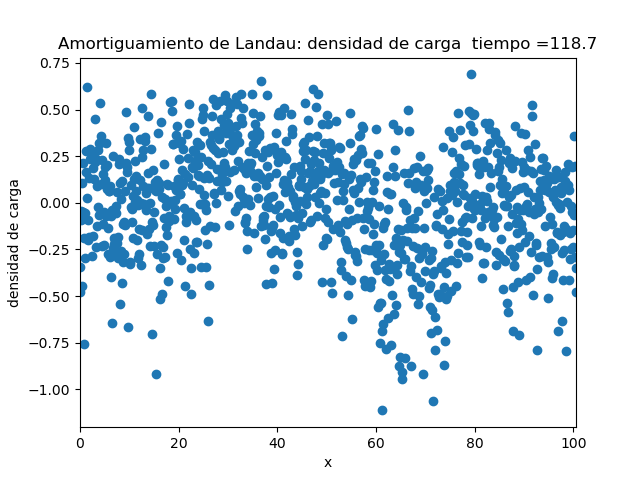 Amortiguamiento de Landau: densidad de carga  tiempo =118.7
0.75
0.50
0.25
0.00
−0.25
−0.50
−0.75
−1.00
densidad de carga
0 20 40 60 80 100
x